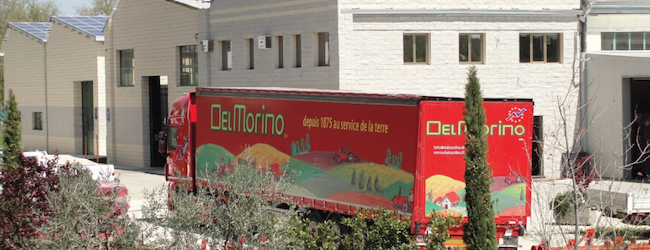 DELMORINO
depuis 1875 au service de la terre
DELMORINO